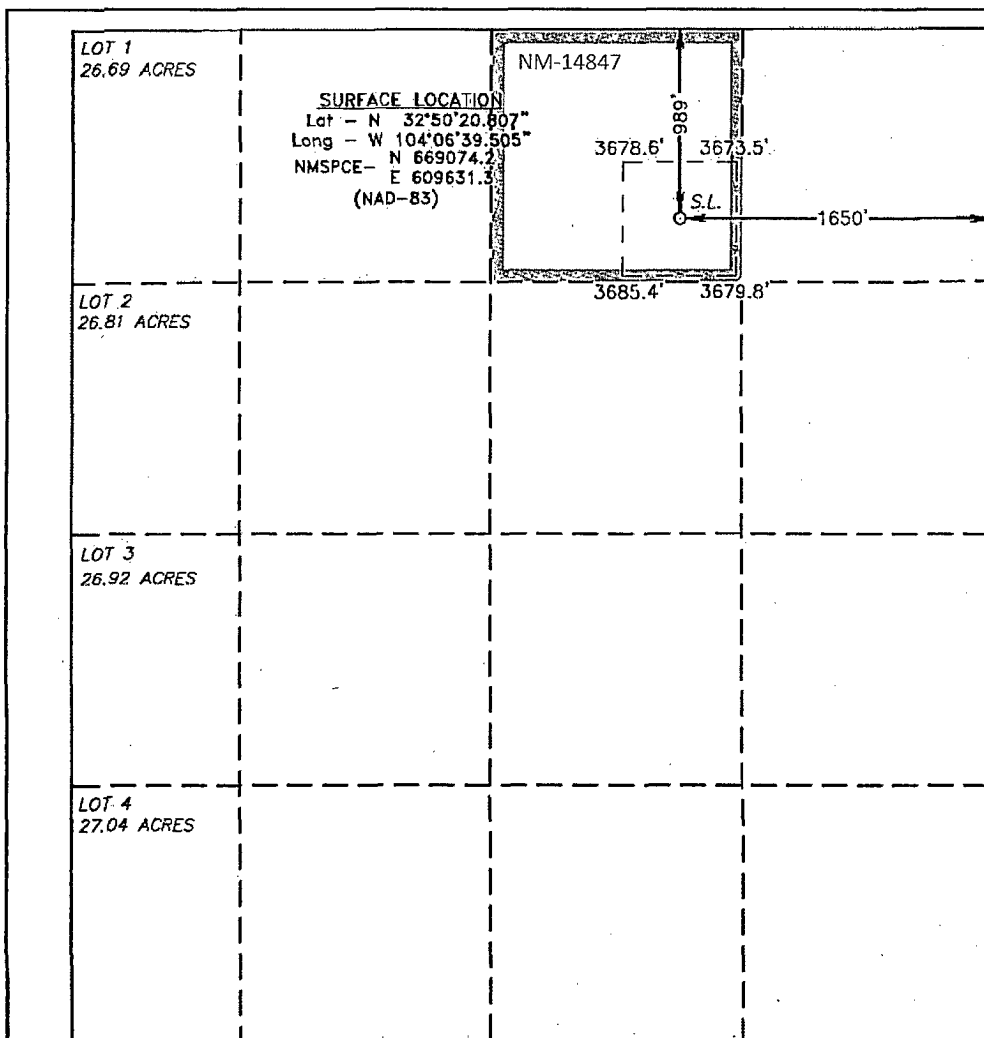 LOT 1
26.69 ACRES
NM-14847
SURFACE LOCATION
Lat - N 32°50'20.807"
Long - W 104°06'39.505"
NMSPCE- N 669074.2
E 609631.3
(NAD-83)
989'
3678.6' 3673.5'
S.L.
1650'
3685.4' 3679.8'
LOT 2
26.81 ACRES
LOT 3
26.92 ACRES
LOT 4
27.04 ACRES